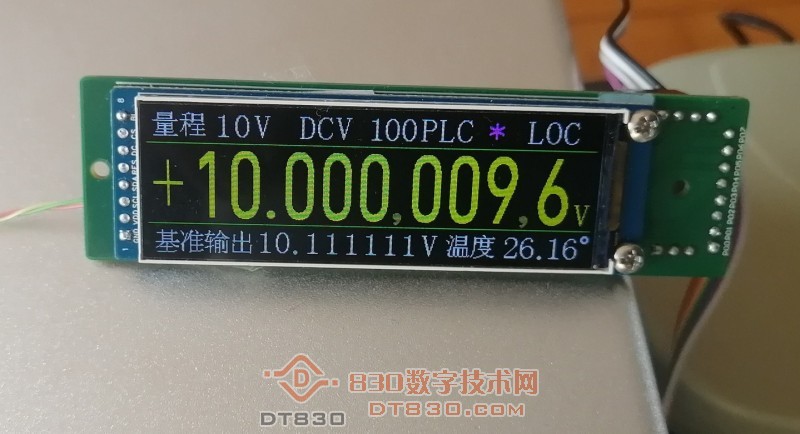 量程 10V DCV 100PLC * LOC
+10.000,009,6V
基准输出 10.111111V 温度 26.16°
830数字技术网
DT830 DT830.COM